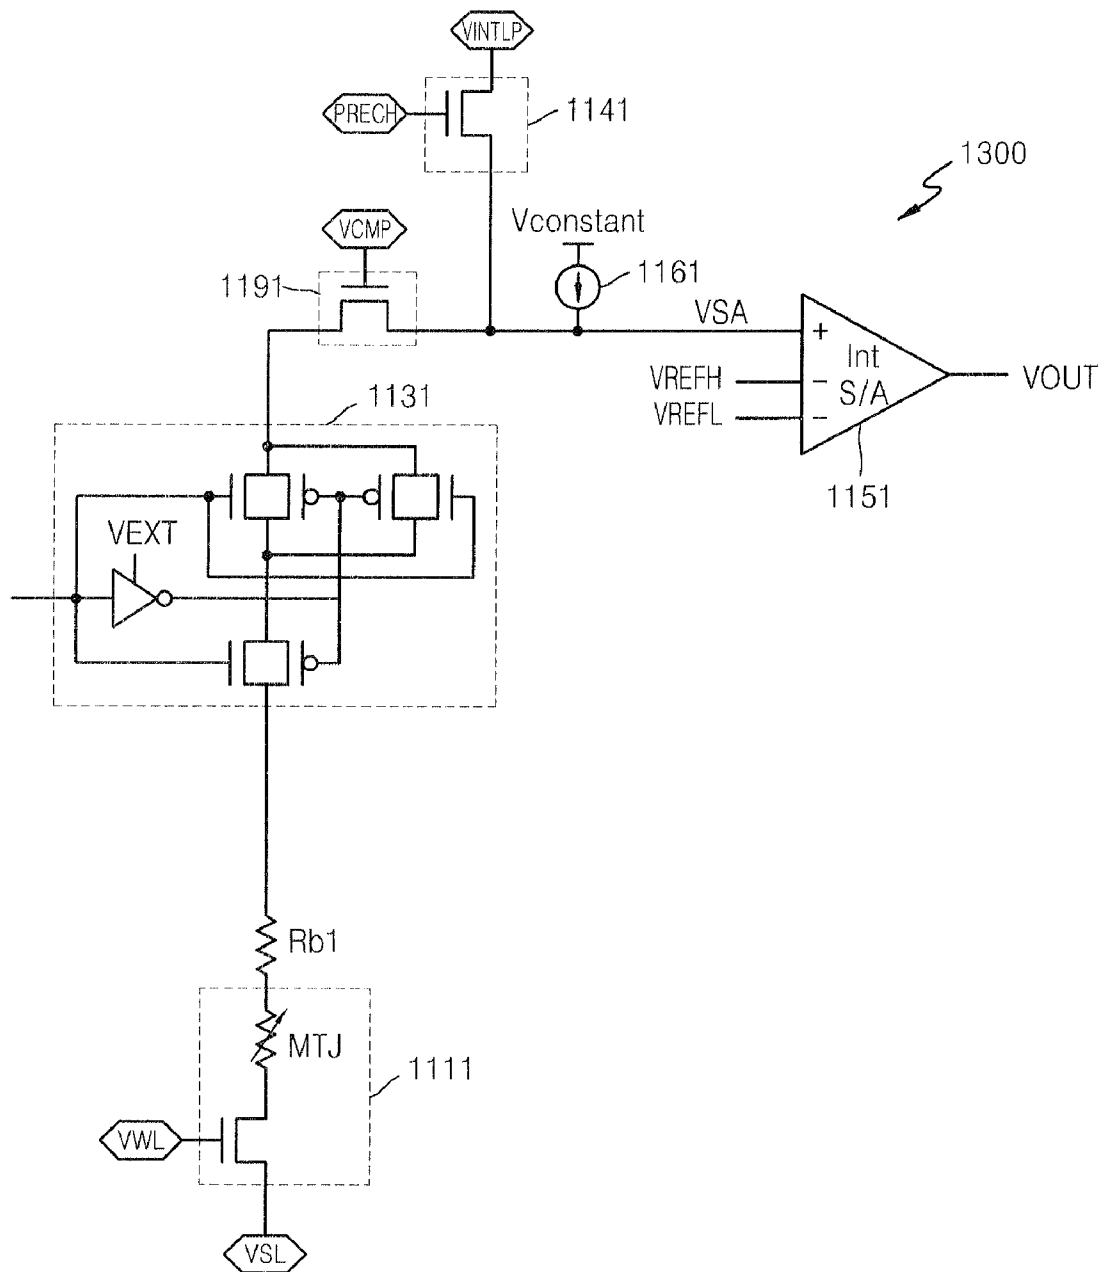 VINTLP
PRECH
1141
1300
VCMP
Vconstant
1191
1161
VSA
+
Int
S/A
VREFH
−
VREFL
−
VOUT
1131
1151
VEXT
Rb1
MTJ
1111
VWL
VSL